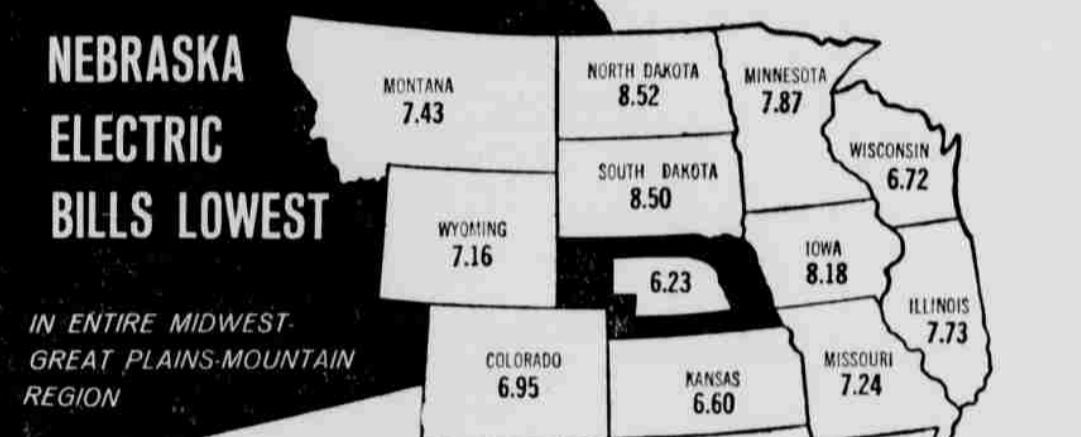 NEBRASKA
ELECTRIC
BILLS LOWEST
IN ENTIRE MIDWEST-
GREAT PLAINS-MOUNTAIN
REGION
MONTANA
7.43
NORTH DAKOTA
8.52
MINNESOTA
7.87
WISCONSIN
6.72
SOUTH DAKOTA
8.50
WYOMING
7.16
6.23
IOWA
8.18
ILLINOIS
7.73
COLORADO
6.95
KANSAS
6.60
MISSOURI
7.24